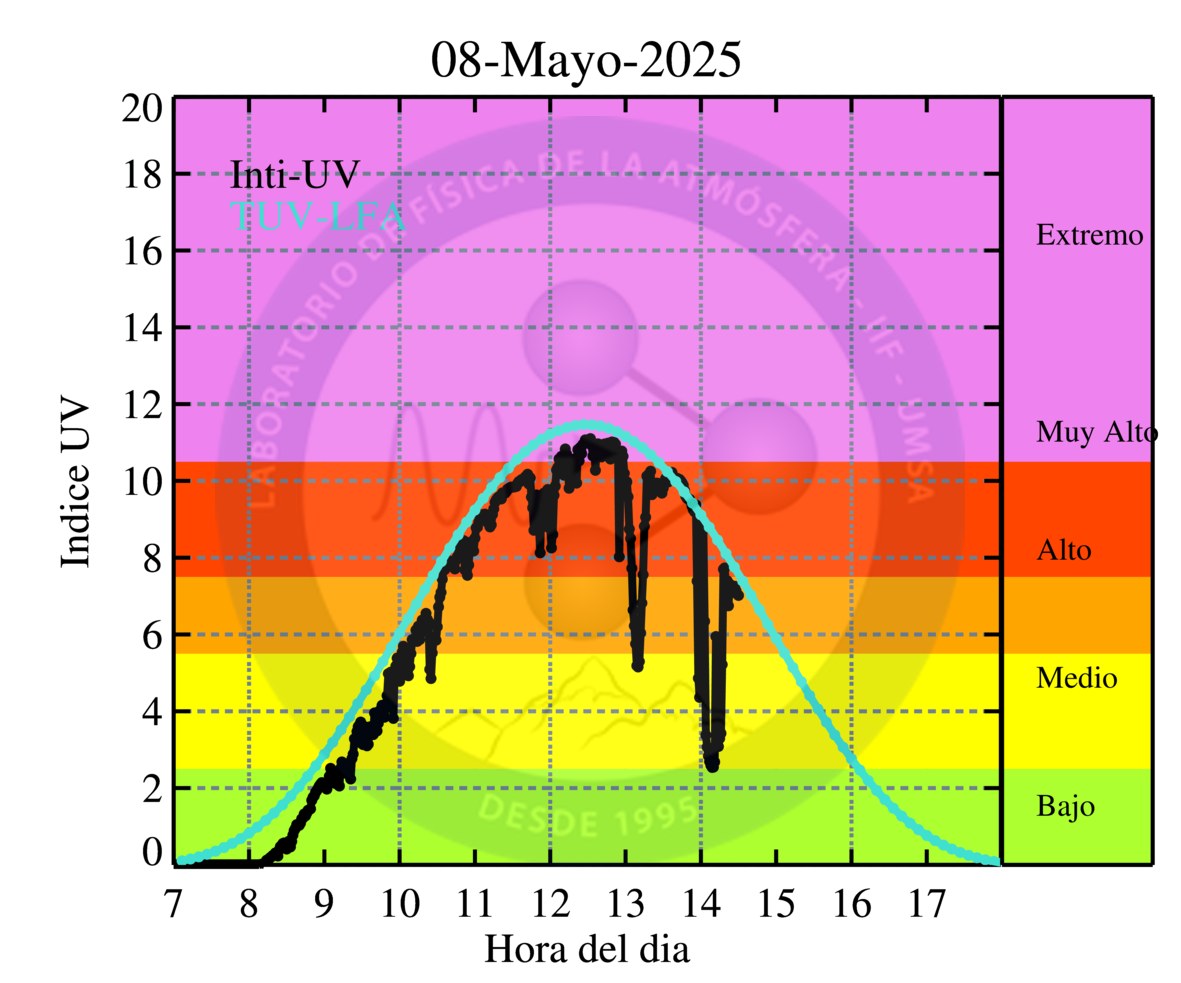 08-Mayo-2025
20
18
16
14
12
10
8
6
4
2
0
Indice UV
Inti-UV
TUV-LFA
LABORATORIO DE FÍSICA DE LA ATMÓSFERA - IIF - UMSA
DESDE 1995
Extremo
Muy Alto
Alto
Medio
Bajo
7 8 9 10 11 12 13 14 15 16 17
Hora del dia